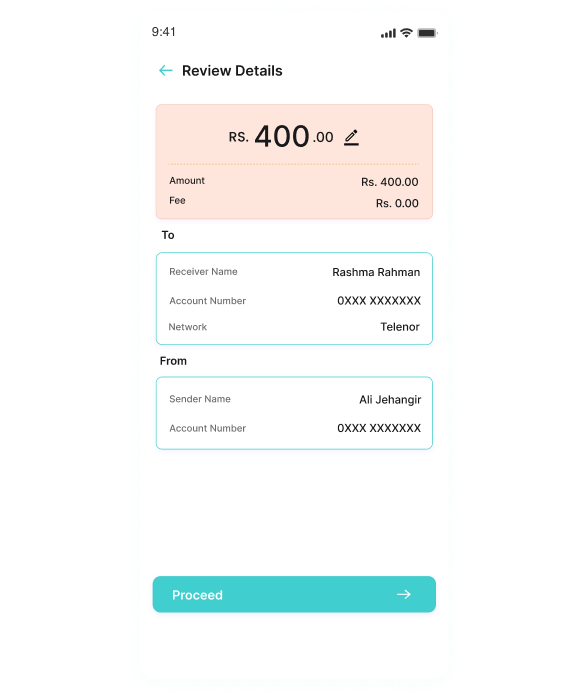 9:41
Review Details
RS. 400.00
Amount Rs. 400.00
Fee Rs. 0.00
To
Receiver Name Rashma Rahman
Account Number 0XXX XXXXXXX
Network Telenor
From
Sender Name Ali Jehangir
Account Number 0XXX XXXXXXX
Proceed